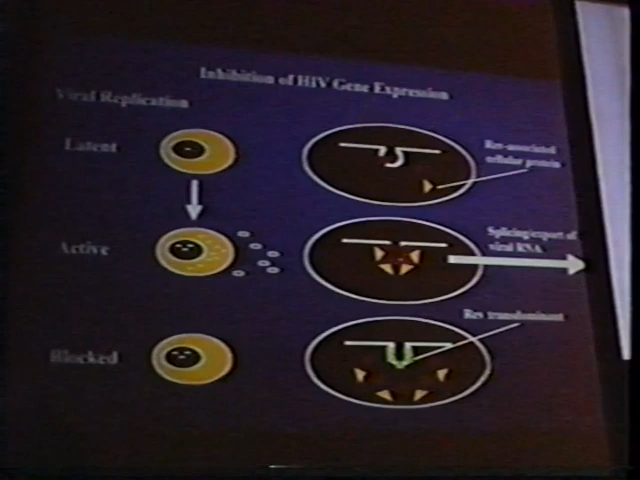 Inhibition of HIV Gene Expression
Viral Replication
Latent
Rev-associated
cellular protein
Active
Splicing/export of
viral RNA
Rev transdominant
Blocked